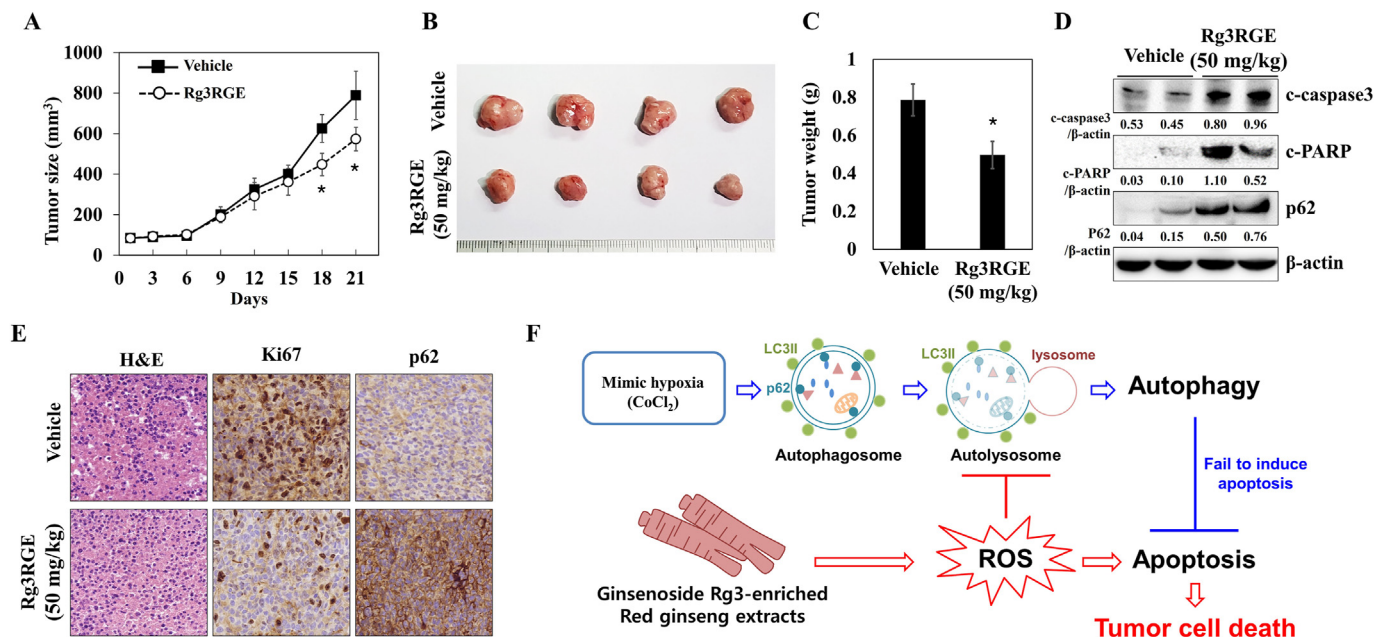 A
Tumor size (mm³)
1000
800
600
400
200
0
Vehicle
Rg3RGE
*
*
0 3 6 9 12 15 18 21
Days
B
Vehicle
Rg3RGE
(50 mg/kg)
C
Tumor weight (g)
1
0.8
0.6
0.4
0.2
0
*
Vehicle
Rg3RGE
(50 mg/kg)
D
Vehicle
Rg3RGE
(50 mg/kg)
c-caspase3
c-caspase3
/β-actin
0.53 0.45 0.80 0.96
c-PARP
c-PARP
/β-actin
0.03 0.10 1.10 0.52
p62
P62
/β-actin
0.04 0.15 0.50 0.76
β-actin
E
H&E
Ki67
p62
Vehicle
Rg3RGE
(50 mg/kg)
F
Mimic hypoxia
(CoCl₂)
LC3II
p62
Autophagosome
LC3II
lysosome
Autolysosome
Autophagy
Fail to induce
apoptosis
Ginsenoside Rg3-enriched
Red ginseng extracts
ROS
Apoptosis
Tumor cell death